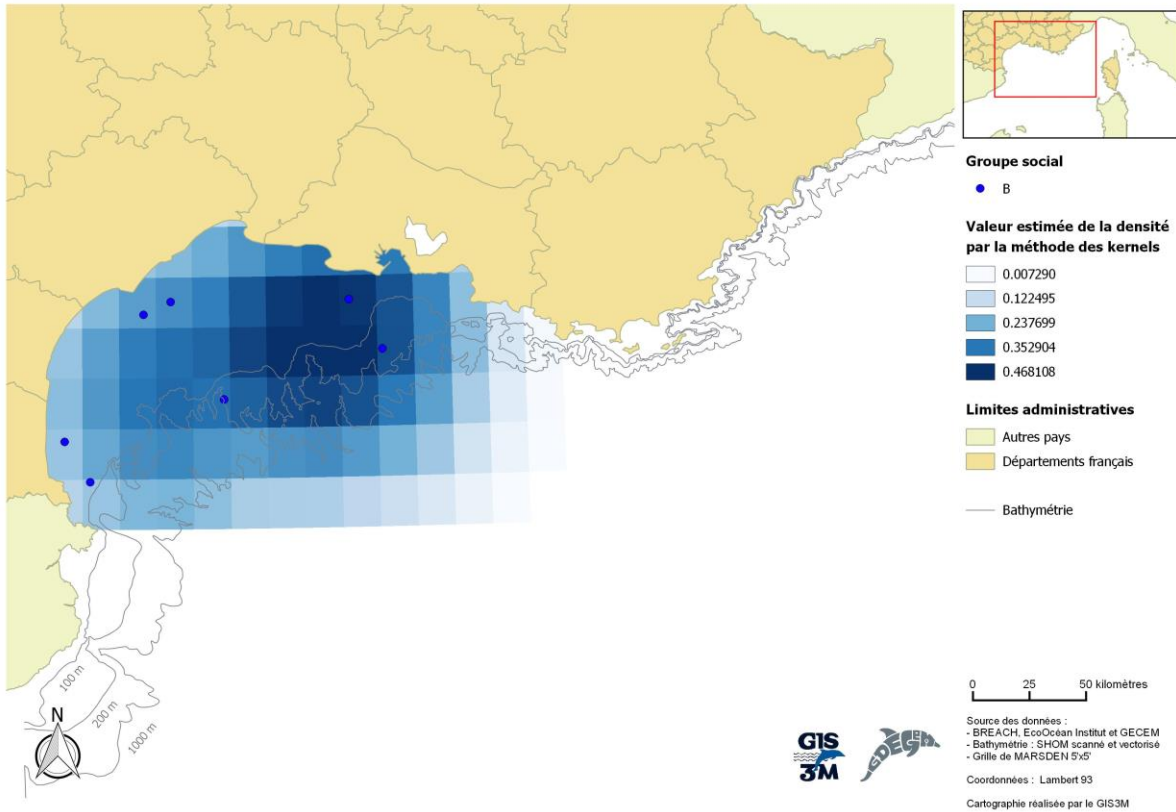 Groupe social
B
Valeur estimée de la densité
par la méthode des kernels
0.007290
0.122495
0.237699
0.352904
0.468108
Limites administratives
Autres pays
Départements français
Bathymétrie
100 m
200 m
1000 m
N
GIS
3M
GDEGEM
0 25 50 kilomètres
Source des données :
- BREACH, EcoOcéan Institut et GECEM
- Bathymétrie : SHOM scanné et vectorisé
- Grille de MARSDEN 5'x5'
Coordonnées : Lambert 93
Cartographie réalisée par le GIS3M